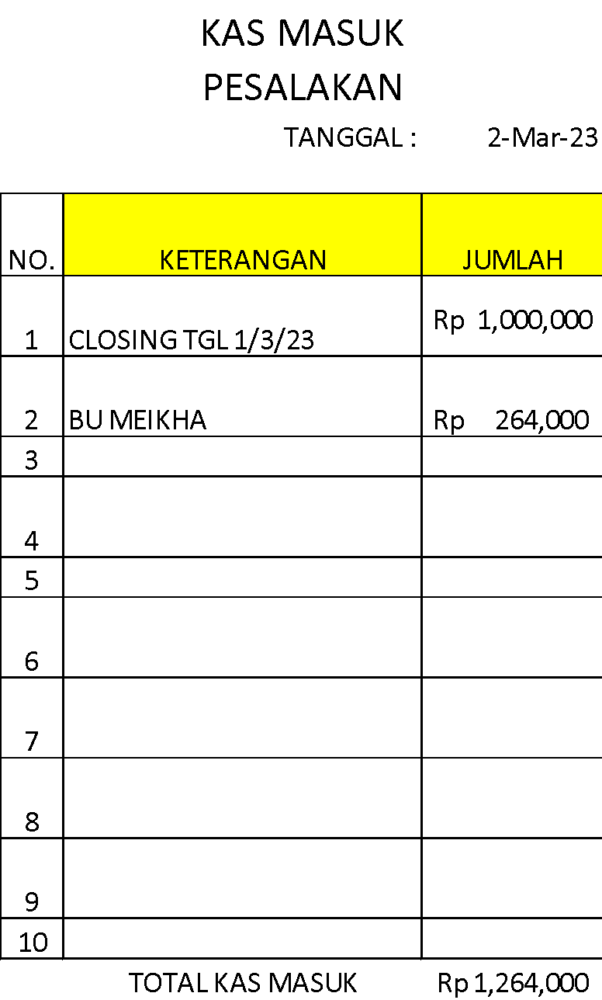 KAS MASUK
PESALAKAN
TANGGAL : 2-Mar-23
NO. KETERANGAN JUMLAH
1 CLOSING TGL 1/3/23 Rp 1,000,000
2 BU MEIKHA Rp 264,000
3
4
5
6
7
8
9
10
TOTAL KAS MASUK Rp 1,264,000